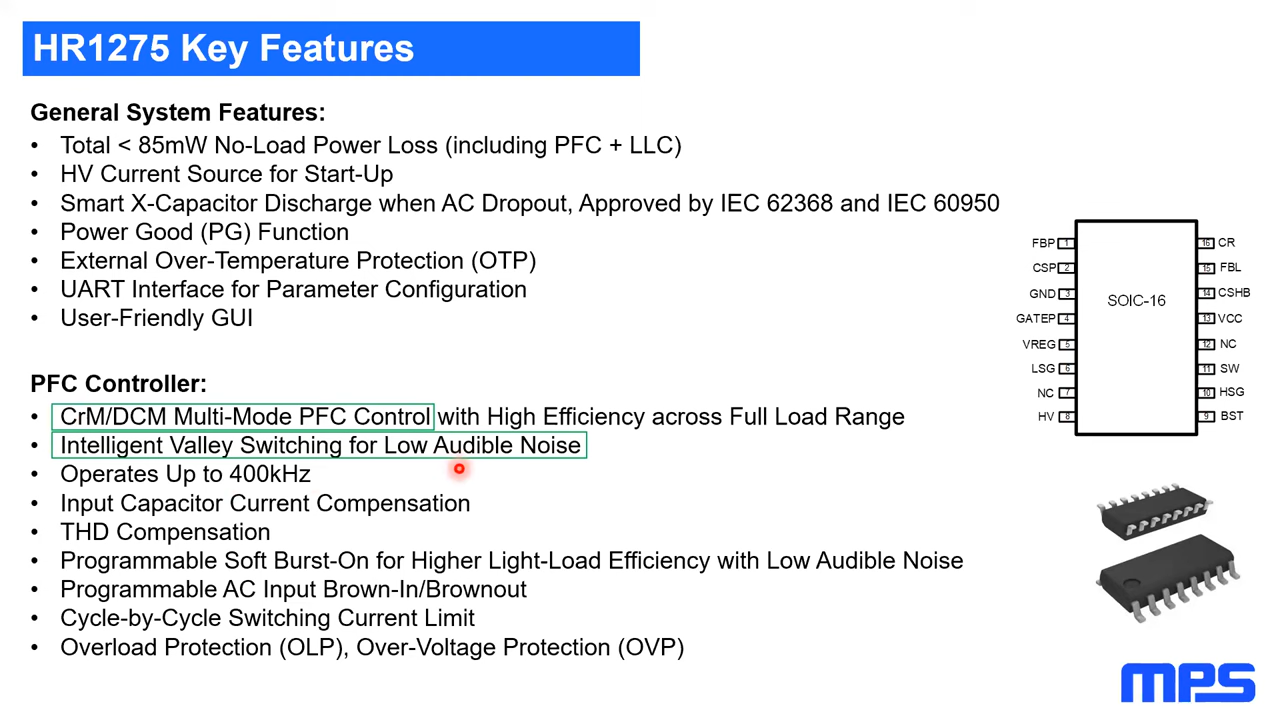 HR1275 Key Features
General System Features:
• Total < 85mW No-Load Power Loss (including PFC + LLC)
• HV Current Source for Start-Up
• Smart X-Capacitor Discharge when AC Dropout, Approved by IEC 62368 and IEC 60950
• Power Good (PG) Function
• External Over-Temperature Protection (OTP)
• UART Interface for Parameter Configuration
• User-Friendly GUI
PFC Controller:
• CrM/DCM Multi-Mode PFC Control with High Efficiency across Full Load Range
• Intelligent Valley Switching for Low Audible Noise
• Operates Up to 400kHz
• Input Capacitor Current Compensation
• THD Compensation
• Programmable Soft Burst-On for Higher Light-Load Efficiency with Low Audible Noise
• Programmable AC Input Brown-In/Brownout
• Cycle-by-Cycle Switching Current Limit
• Overload Protection (OLP), Over-Voltage Protection (OVP)
FBP 1 16 CR
CSP 2 15 FBL
GND 3 SOIC-16 14 CSHB
GATEP 4 13 VCC
VREG 5 12 NC
LSG 6 11 SW
NC 7 10 HSG
HV 8 9 BST
mps